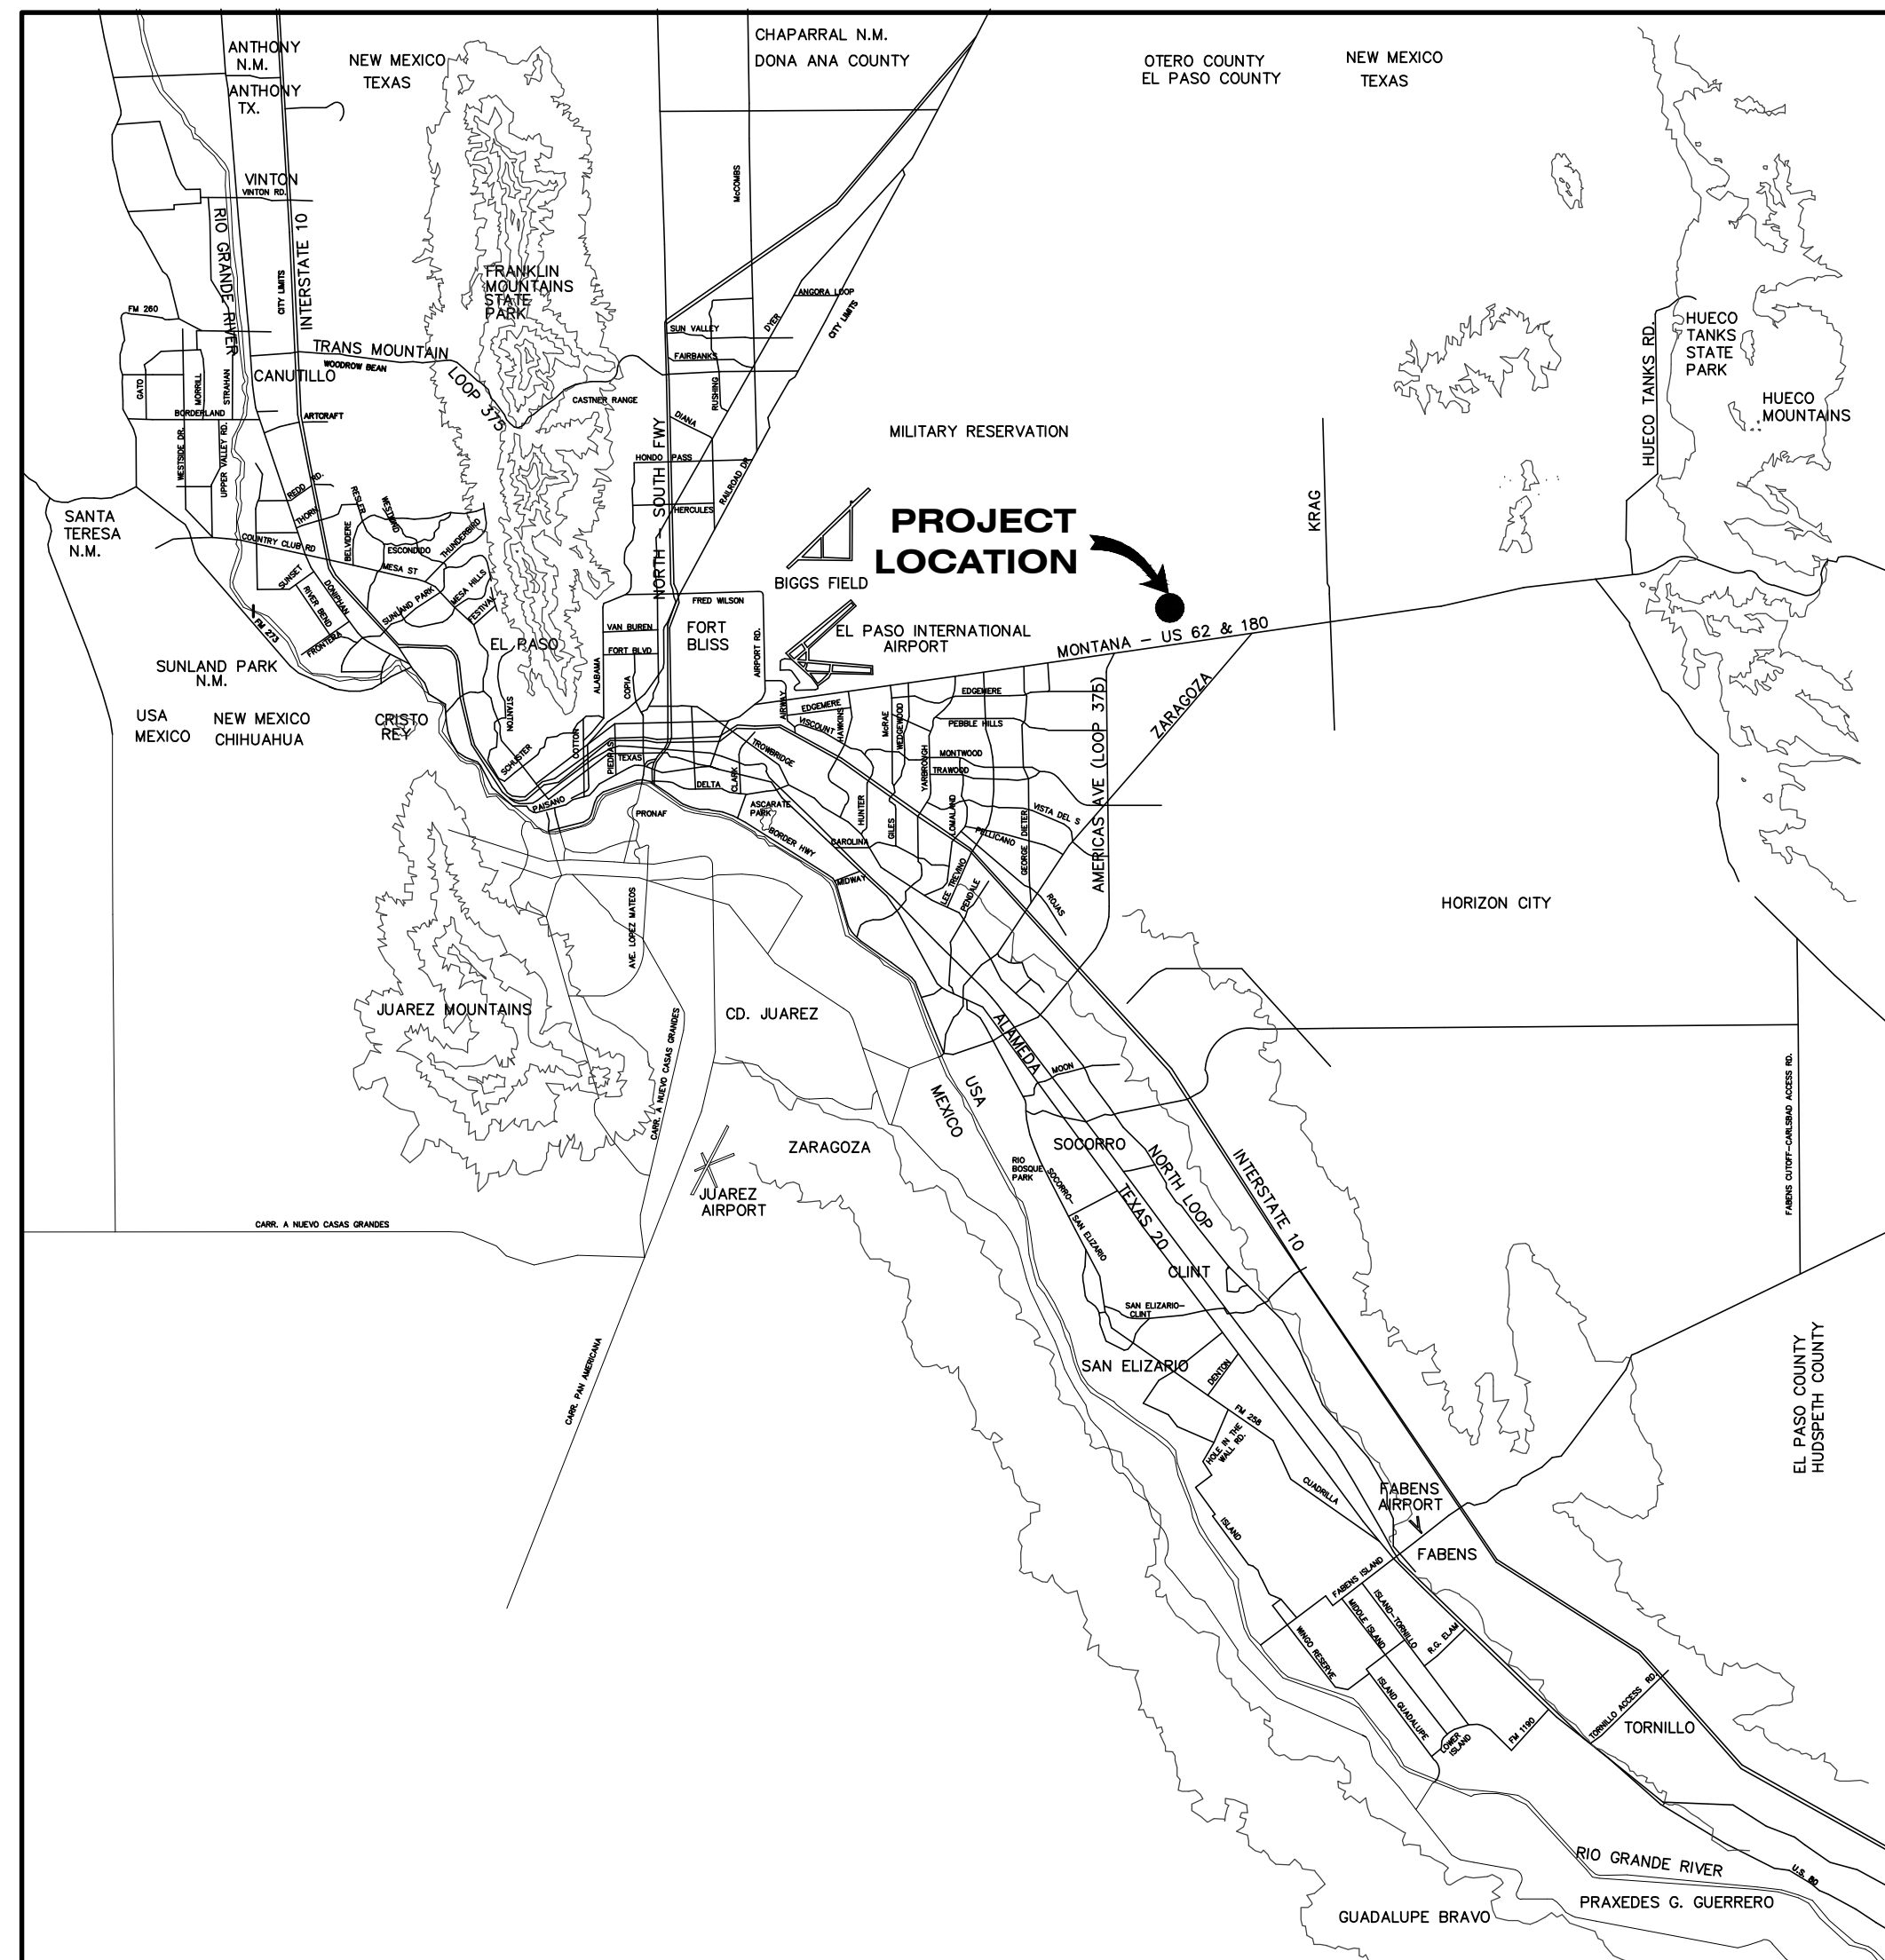 ANTHONY
N.M.
ANTHONY
TX.
NEW MEXICO
TEXAS
CHAPARRAL N.M.
DONA ANA COUNTY
OTERO COUNTY
EL PASO COUNTY
NEW MEXICO
TEXAS
VINTON
VINTON RD.
RIO GRANDE RIVER
CITY LIMITS
INTERSTATE 10
McCOMBS
FRANKLIN
MOUNTAINS
STATE
PARK
FM 260
TRANS MOUNTAIN
WOODROW BEAN
LOOP 375
CANUTILLO
CASTNER RANGE
ANGORA LOOP
DYER
CITY LIMITS
SUN VALLEY
FAIRBANKS
RUSHING
DIANA
GATO
MORRILL
STRAHAN
BORDERLAND
ARTCRAFT
WESTSIDE DR.
UPPER VALLEY RD.
HONDO PASS
RAILROAD DR
HERCULES
NORTH - SOUTH FWY
MILITARY RESERVATION
HUECO TANKS RD.
HUECO
TANKS
STATE
PARK
HUECO
MOUNTAINS
KRAG
PROJECT
LOCATION
BIGGS FIELD
SANTA
TERESA
N.M.
REDD RD.
THORN
RESLER
WESTWIND
BELVIDERE
ESCONDIDO
THUNDERBIRD
COUNTRY CLUB RD
MESA ST
SUNSET
RIVER BEND
DONIPHAN
SUNLAND PARK
MESA HILLS
FESTIVAL
FM 273
FRONTERA
FRED WILSON
VAN BUREN
FORT BLVD
FORT
BLISS
AIRPORT RD.
EL PASO INTERNATIONAL
AIRPORT
MONTANA - US 62 & 180
EL PASO
SUNLAND PARK
N.M.
ALABAMA
COPIA
STANTON
USA
MEXICO
NEW MEXICO
CHIHUAHUA
CRISTO
REY
AIRWAY
EDGEMERE
VISCOUNT
HAWKINS
McRAE
WEDGEWOOD
EDGEMERE
PEBBLE HILLS
MONTWOOD
TRAWOOD
YARBROUGH
AMERICAS AVE (LOOP 375)
ZARAGOZA
SCHUSTER
COTTON
PIEDRAS
TEXAS
TROWBRIDGE
CLARK
DELTA
PAISANO
PRONAF
ASCARATE
PARK
BORDER HWY
HUNTER
GILES
LOMALAND
VISTA DEL S
PELLICANO
GEORGE DIETER
CAROLINA
MIDWAY
LEE TREVINO
PENDALE
ROJAS
HORIZON CITY
AVE. LOPEZ MATEOS
JUAREZ MOUNTAINS
CD. JUAREZ
CARR. A NUEVO CASAS GRANDES
ALAMEDA
MOON
USA
MEXICO
FABENS CUTOFF-CARLSBAD ACCESS RD.
ZARAGOZA
SOCORRO
RIO
BOSQUE
PARK
SOCORRO-
SAN ELIZARIO
NORTH LOOP
INTERSTATE 10
TEXAS 20
JUAREZ
AIRPORT
CARR. A NUEVO CASAS GRANDES
CLINT
SAN ELIZARIO-
CLINT
SAN ELIZARIO
DENTON
CARR. PAN AMERICANA
EL PASO COUNTY
HUDSPETH COUNTY
FM 258
HOLE IN THE
WALL RD.
CUADRILLA
ISLAND
FABENS
AIRPORT
FABENS
FABENS ISLAND
MIDDLE ISLAND
ISLAND-TORNILLO
R.G. ELAM
WINGO RESERVE
ISLAND GUADALUPE
LOWER
ISLAND
FM 1190
TORNILLO ACCESS RD
TORNILLO
RIO GRANDE RIVER
U.S. 80
PRAXEDES G. GUERRERO
GUADALUPE BRAVO